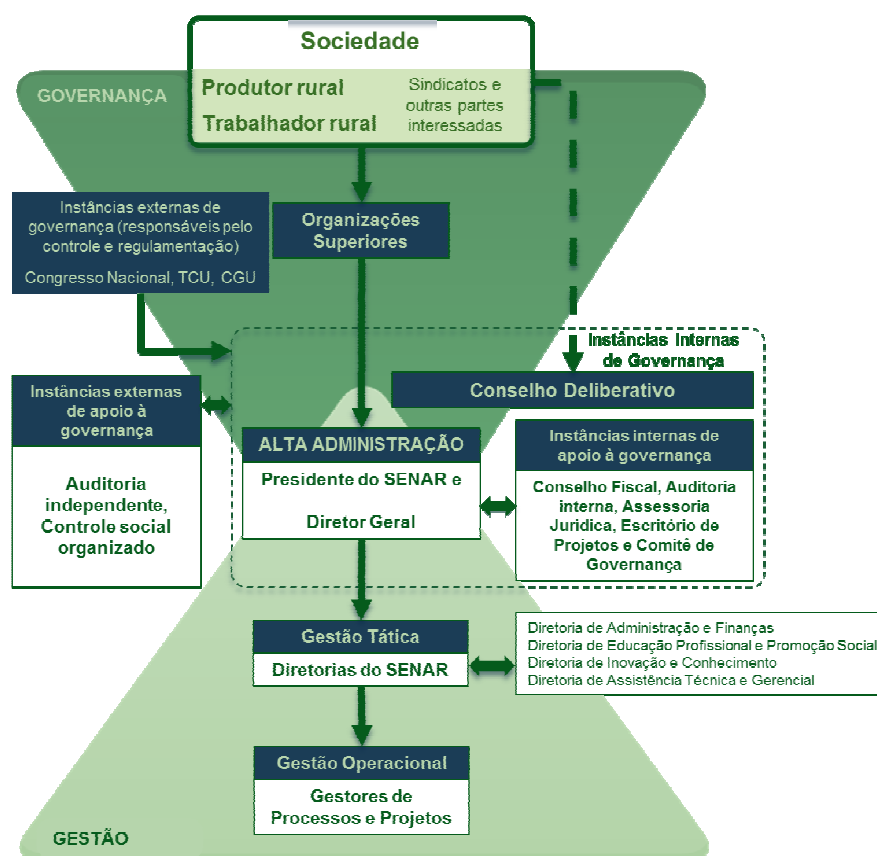 Sociedade
Produtor rural
Trabalhador rural
Sindicatos e
outras partes
interessadas
GOVERNANÇA
Instâncias externas de
governança (responsáveis pelo
controle e regulamentação)
Congresso Nacional, TCU, CGU
Organizações
Superiores
Instâncias Internas
de Governança
Conselho Deliberativo
Instâncias externas
de apoio à
governança
Auditoria
independente,
Controle social
organizado
ALTA ADMINISTRAÇÃO
Presidente do SENAR e
Diretor Geral
Instâncias internas de
apoio à governança
Conselho Fiscal, Auditoria
interna, Assessoria
Juridica, Escritório de
Projetos e Comitê de
Governança
Gestão Tática
Diretorias do SENAR
Diretoria de Administração e Finanças
Diretoria de Educação Profissional e Promoção Social
Diretoria de Inovação e Conhecimento
Diretoria de Assistência Técnica e Gerencial
Gestão Operacional
Gestores de
Processos e Projetos
GESTÃO